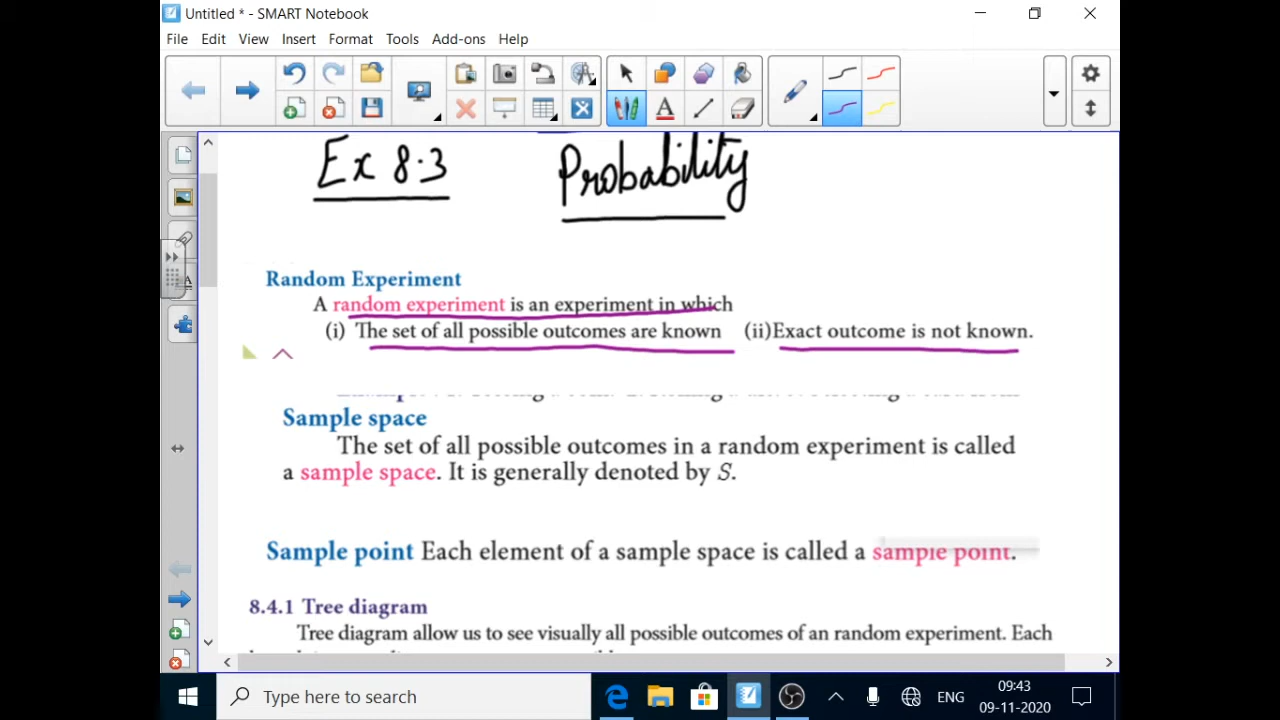 Untitled * - SMART Notebook
File Edit View Insert Format Tools Add-ons Help
Ex 8.3 Probability
Random Experiment
A random experiment is an experiment in which
(i) The set of all possible outcomes are known (ii)Exact outcome is not known.
Sample space
The set of all possible outcomes in a random experiment is called
a sample space. It is generally denoted by S.
Sample point Each element of a sample space is called a sample point.
8.4.1 Tree diagram
Tree diagram allow us to see visually all possible outcomes of an random experiment. Each
Type here to search
ENG
09:43
09-11-2020